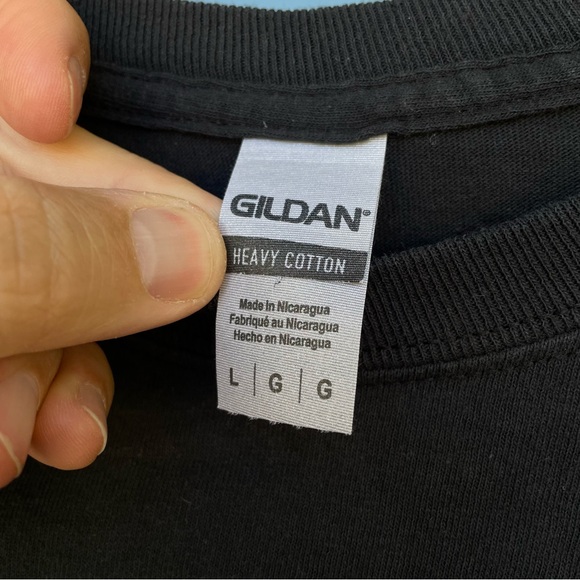 GILDAN®
HEAVY COTTON
Made in Nicaragua
Fabriqué au Nicaragua
Hecho en Nicaragua
L | G | G